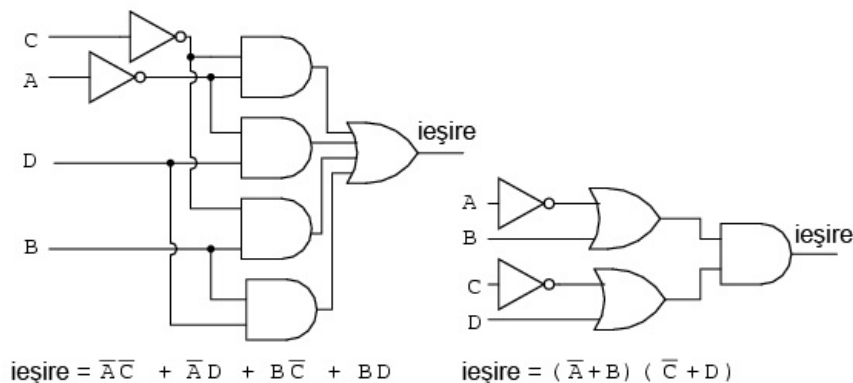 C
A
ieşire
D
A
B
ieşire
B
C
D
ieşire = A̅C̅ + A̅D + BC̅ + BD
ieşire = (A̅+B) (C̅+D)